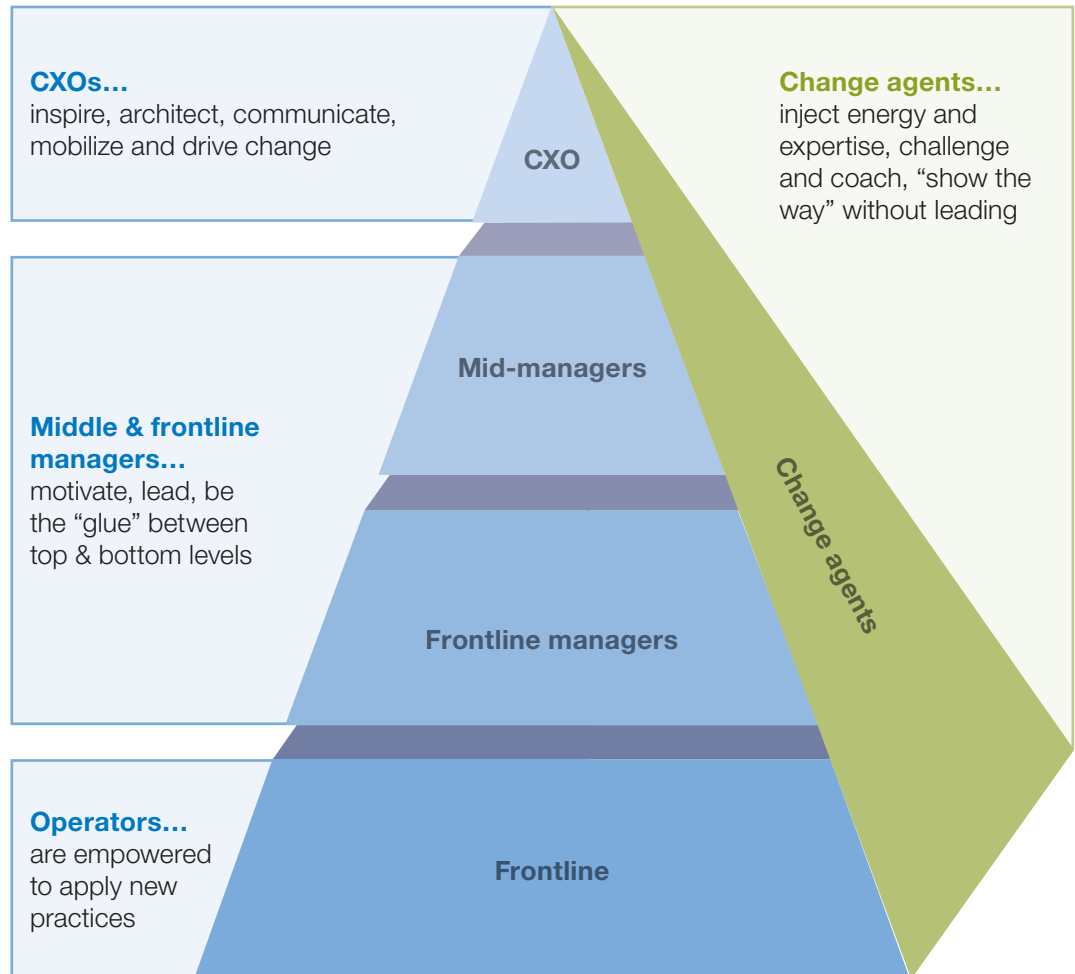 CXOs…
inspire, architect, communicate,
mobilize and drive change
CXO
Change agents…
inject energy and
expertise, challenge
and coach, “show the
way” without leading
Mid-managers
Middle & frontline
managers…
motivate, lead, be
the “glue” between
top & bottom levels
Change agents
Frontline managers
Operators…
are empowered
to apply new
practices
Frontline